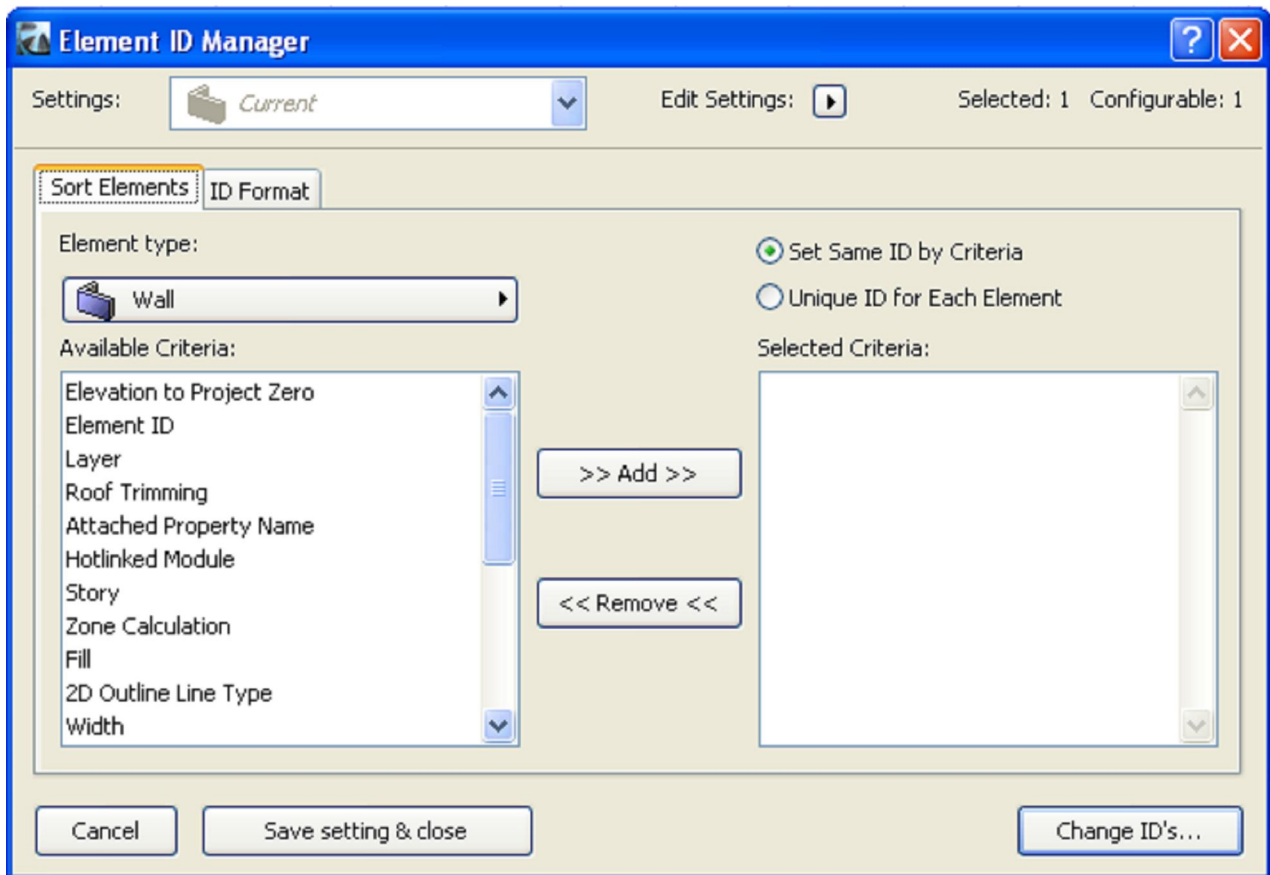 Element ID Manager
Settings: Current Edit Settings: Selected: 1 Configurable: 1
Sort Elements ID Format
Element type:
Wall
Set Same ID by Criteria
Unique ID for Each Element
Available Criteria:
Elevation to Project Zero
Element ID
Layer
Roof Trimming
Attached Property Name
Hotlinked Module
Story
Zone Calculation
Fill
2D Outline Line Type
Width
>> Add >>
<< Remove <<
Selected Criteria:
Cancel Save setting & close Change ID's...